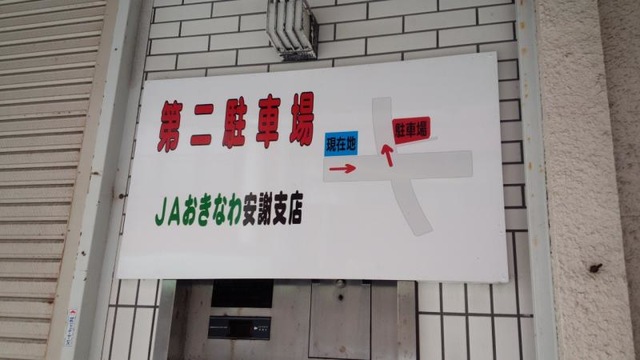 第二駐車場
現在地
駐車場
JAおきなわ安謝支店